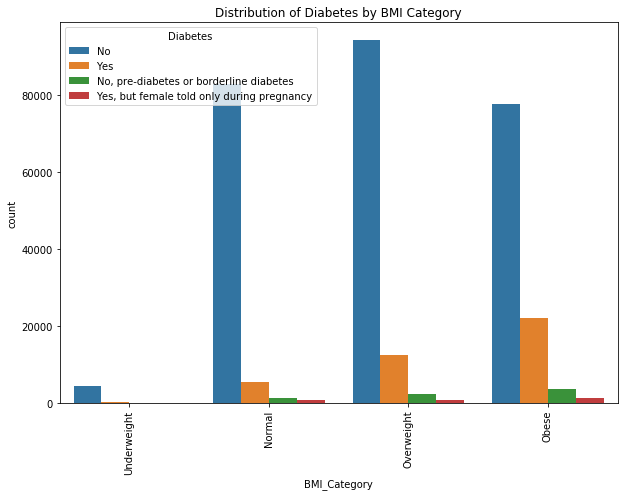 Distribution of Diabetes by BMI Category
Diabetes
No
Yes
No, pre-diabetes or borderline diabetes
Yes, but female told only during pregnancy
80000
60000
40000
20000
0
count
Underweight
Normal
Overweight
Obese
BMI_Category